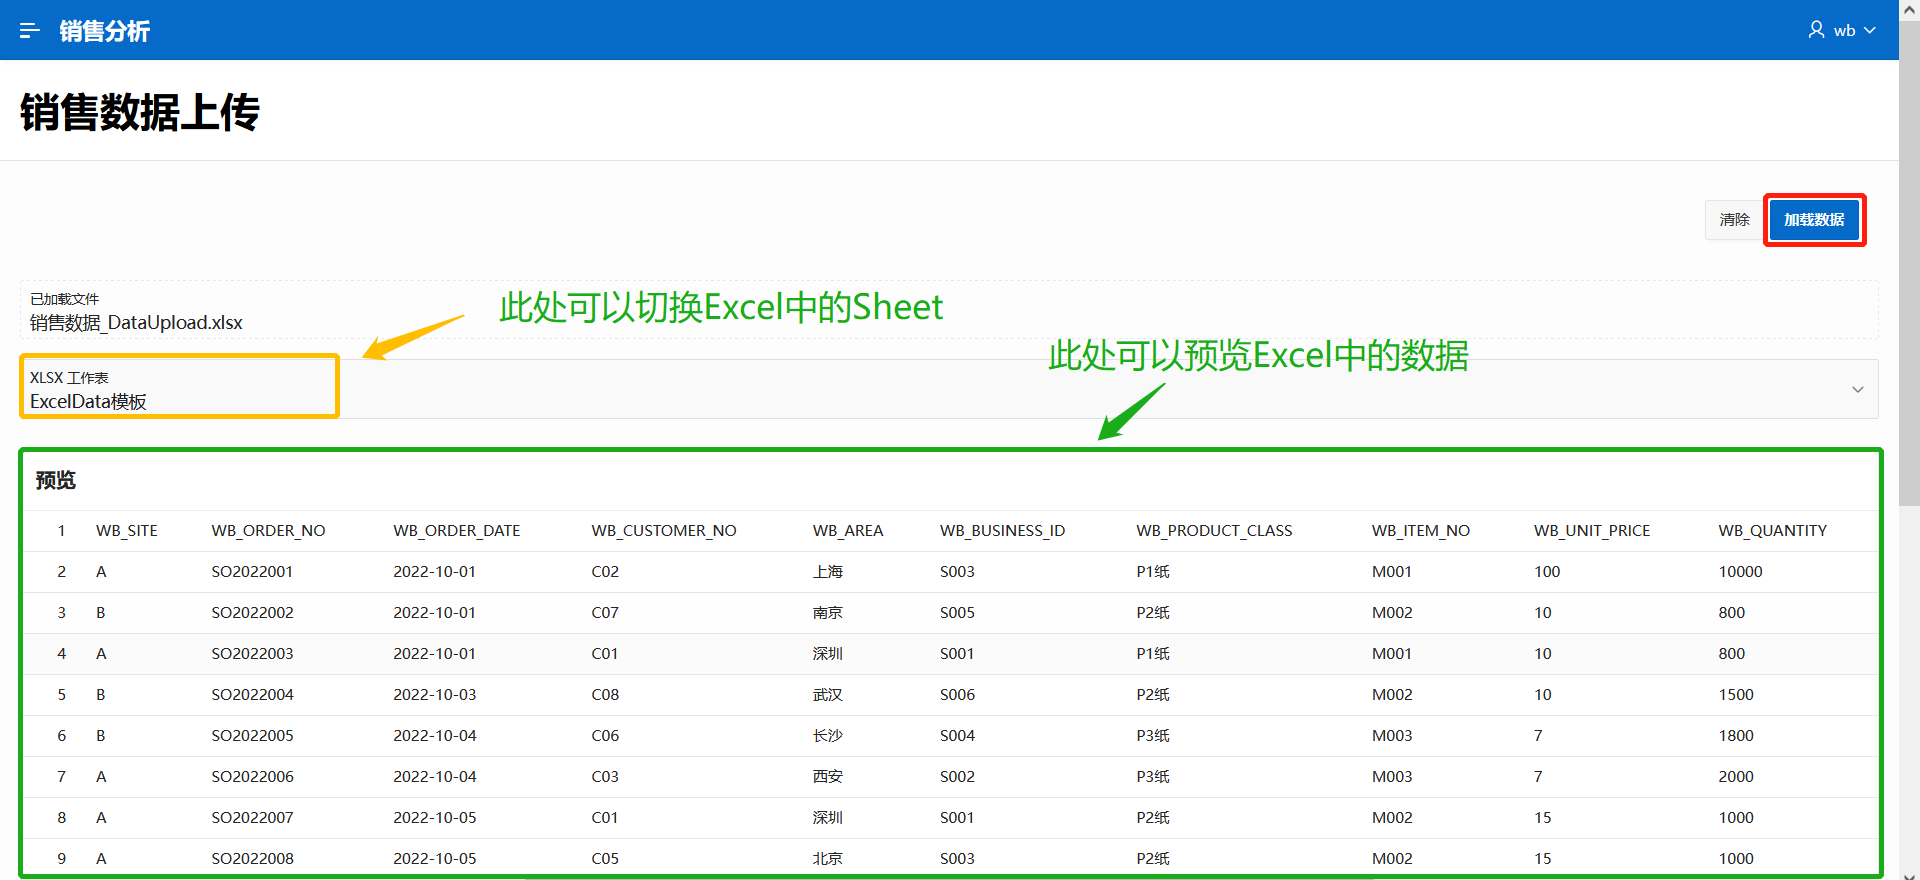 销售分析
wb
销售数据上传
清除
加载数据
已加载文件
销售数据_DataUpload.xlsx
此处可以切换Excel中的Sheet
此处可以预览Excel中的数据
XLSX 工作表
ExcelData模板
预览
1 WB_SITE WB_ORDER_NO WB_ORDER_DATE WB_CUSTOMER_NO WB_AREA WB_BUSINESS_ID WB_PRODUCT_CLASS WB_ITEM_NO WB_UNIT_PRICE WB_QUANTITY
2 A SO2022001 2022-10-01 C02 上海 S003 P1纸 M001 100 10000
3 B SO2022002 2022-10-01 C07 南京 S005 P2纸 M002 10 800
4 A SO2022003 2022-10-01 C01 深圳 S001 P1纸 M001 10 800
5 B SO2022004 2022-10-03 C08 武汉 S006 P2纸 M002 10 1500
6 B SO2022005 2022-10-04 C06 长沙 S004 P3纸 M003 7 1800
7 A SO2022006 2022-10-04 C03 西安 S002 P3纸 M003 7 2000
8 A SO2022007 2022-10-05 C01 深圳 S001 P2纸 M002 15 1000
9 A SO2022008 2022-10-05 C05 北京 S003 P2纸 M002 15 1000